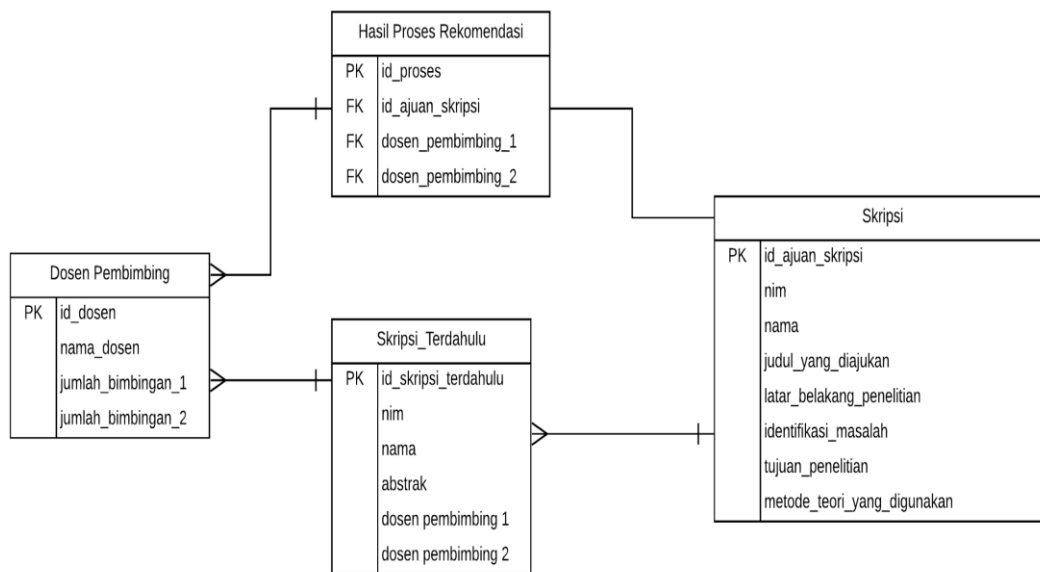 Hasil Proses Rekomendasi
PK id_proses
FK id_ajuan_skripsi
FK dosen_pembimbing_1
FK dosen_pembimbing_2
Skripsi
PK id_ajuan_skripsi
nim
nama
judul_yang_diajukan
latar_belakang_penelitian
identifikasi_masalah
tujuan_penelitian
metode_teori_yang_digunakan
Dosen Pembimbing
PK id_dosen
nama_dosen
jumlah_bimbingan_1
jumlah_bimbingan_2
Skripsi_Terdahulu
PK id_skripsi_terdahulu
nim
nama
abstrak
dosen pembimbing 1
dosen pembimbing 2